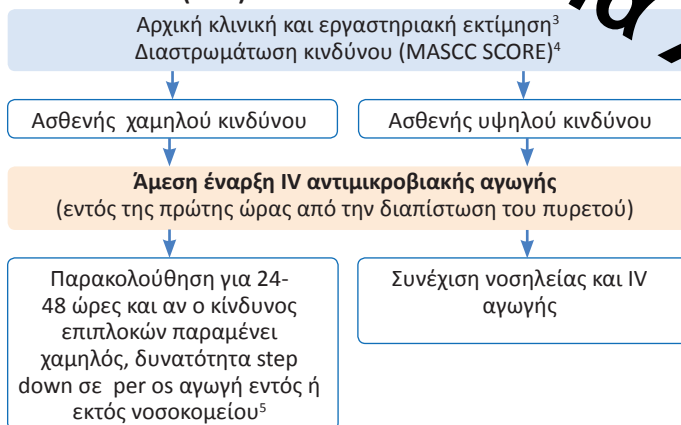 Αρχική κλινική και εργαστηριακή εκτίμηση³
Διαστρωμάτωση κινδύνου (MASCC SCORE)⁴
Ασθενής χαμηλού κινδύνου
Ασθενής υψηλού κινδύνου
Άμεση έναρξη IV αντιμικροβιακής αγωγής
(εντός της πρώτης ώρας από την διαπίστωση του πυρετού)
Παρακολούθηση για 24-
48 ώρες και αν ο κίνδυνος
επιπλοκών παραμένει
χαμηλός, δυνατότητα step
down σε per os αγωγή εντός ή
εκτός νοσοκομείου⁵
Συνέχιση νοσηλείας και IV
αγωγής